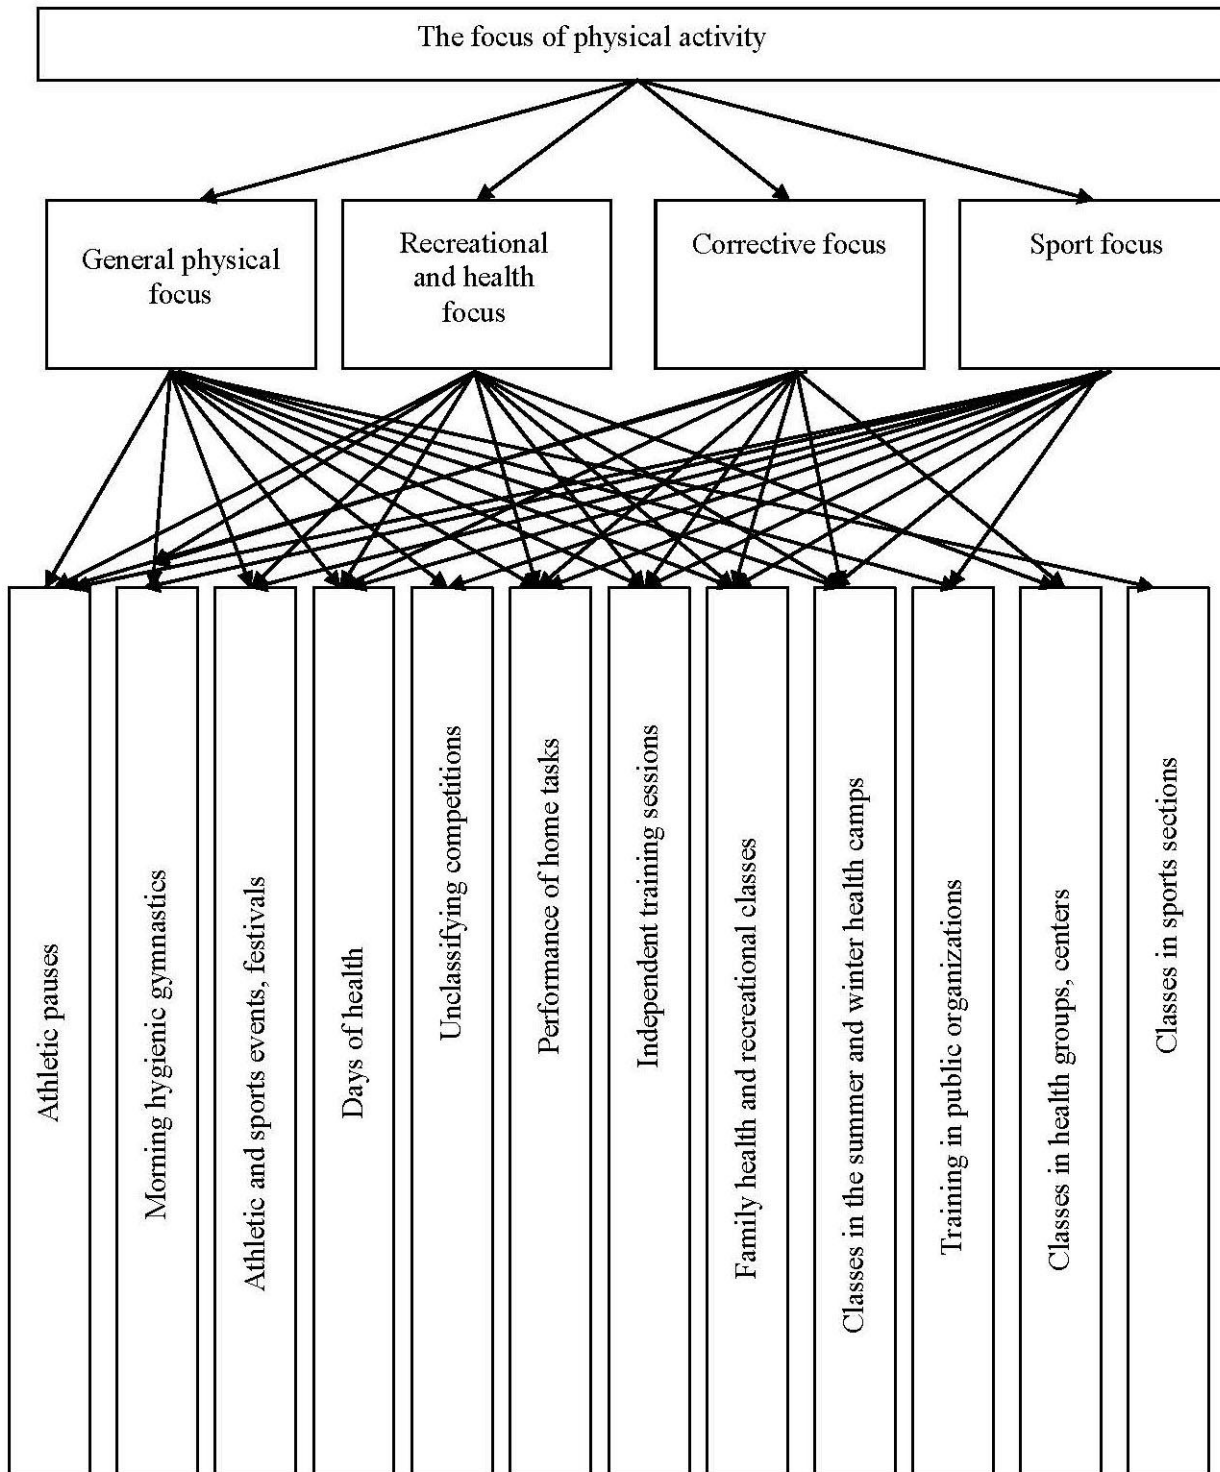 The focus of physical activity
General physical
focus
Recreational
and health
focus
Corrective focus
Sport focus
Athletic pauses
Morning hygienic gymnastics
Athletic and sports events, festivals
Days of health
Unclassifying competitions
Performance of home tasks
Independent training sessions
Family health and recreational classes
Classes in the summer and winter health camps
Training in public organizations
Classes in health groups, centers
Classes in sports sections